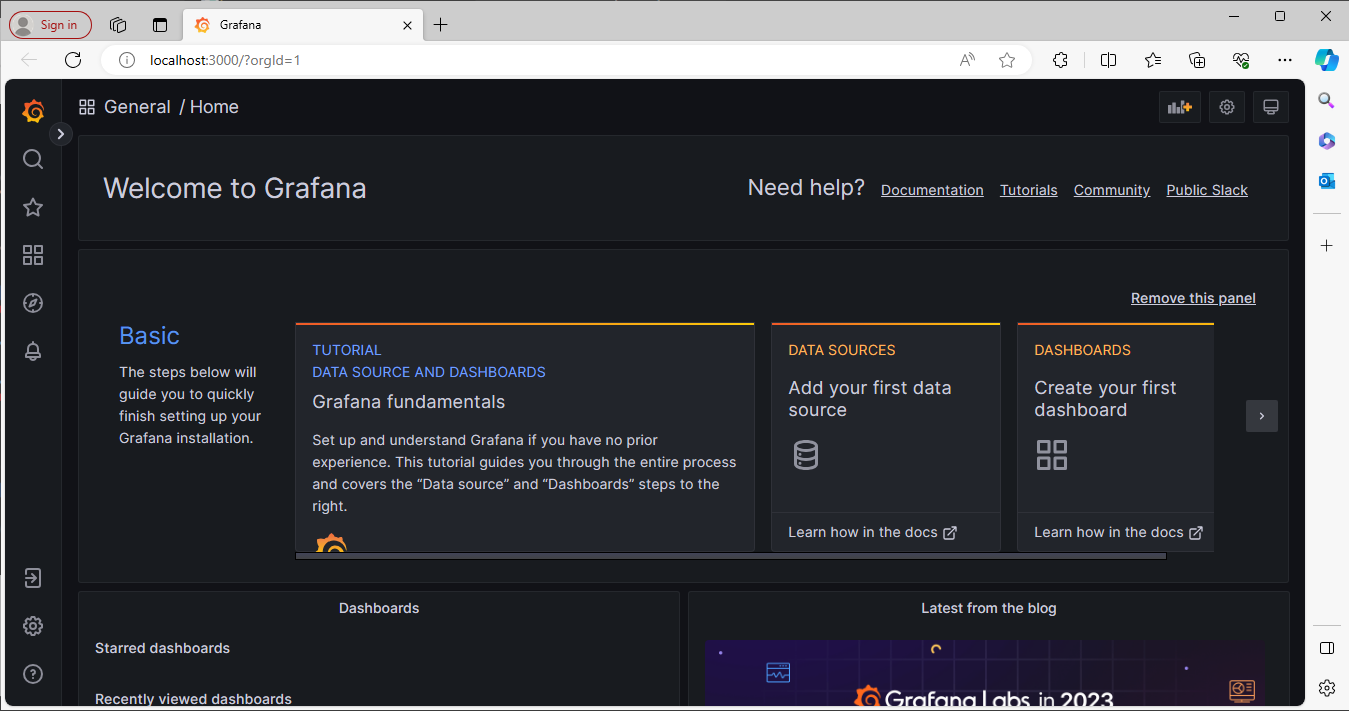 Sign in
Grafana
localhost:3000/?orgId=1
General / Home
Welcome to Grafana
Need help? Documentation Tutorials Community Public Slack
Remove this panel
Basic
The steps below will
guide you to quickly
finish setting up your
Grafana installation.
TUTORIAL
DATA SOURCE AND DASHBOARDS
Grafana fundamentals
Set up and understand Grafana if you have no prior
experience. This tutorial guides you through the entire process
and covers the “Data source” and “Dashboards” steps to the
right.
DATA SOURCES
Add your first data
source
Learn how in the docs
DASHBOARDS
Create your first
dashboard
Learn how in the docs
Dashboards
Starred dashboards
Recently viewed dashboards
Latest from the blog
Grafana Labs in 2023